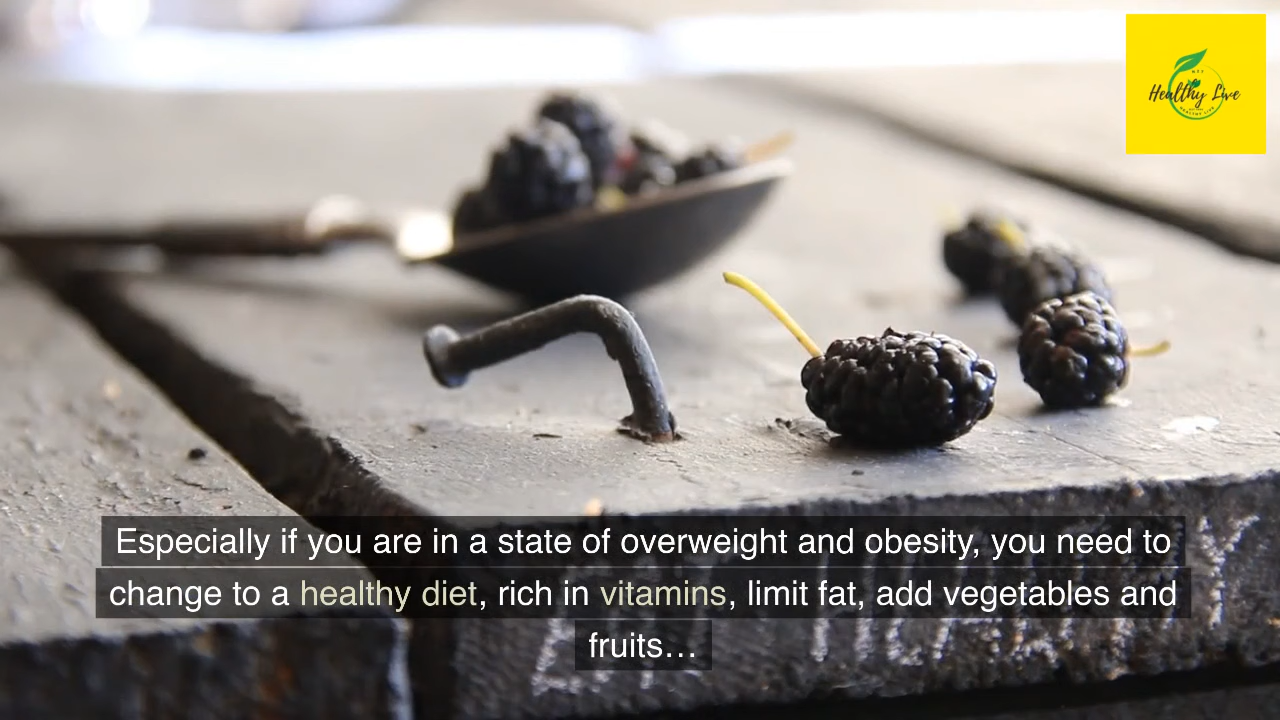 Healthy Live
Especially if you are in a state of overweight and obesity, you need to
change to a healthy diet, rich in vitamins, limit fat, add vegetables and
fruits…